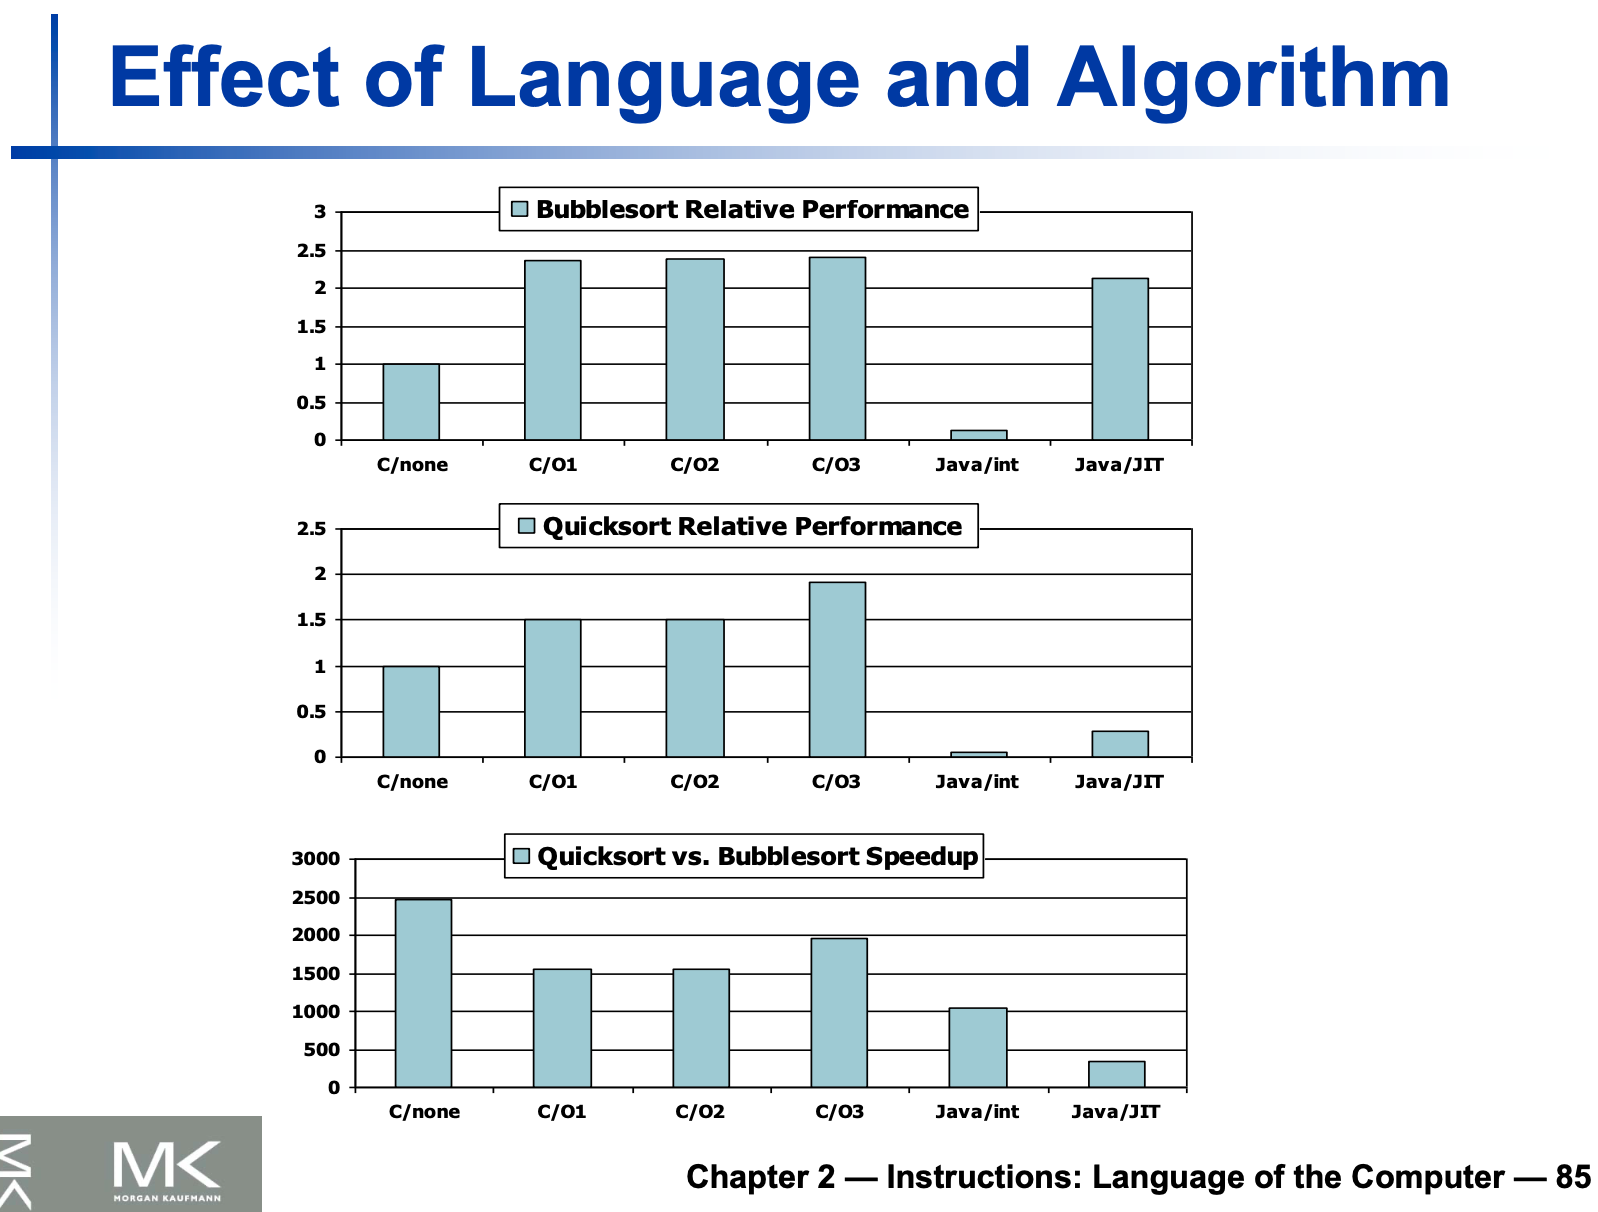 Effect of Language and Algorithm
Bubblesort Relative Performance
3
2.5
2
1.5
1
0.5
0
C/none C/O1 C/O2 C/O3 Java/int Java/JIT
Quicksort Relative Performance
2.5
2
1.5
1
0.5
0
C/none C/O1 C/O2 C/O3 Java/int Java/JIT
Quicksort vs. Bubblesort Speedup
3000
2500
2000
1500
1000
500
0
C/none C/O1 C/O2 C/O3 Java/int Java/JIT
MK
MK
MORGAN KAUFMANN
Chapter 2 — Instructions: Language of the Computer — 85